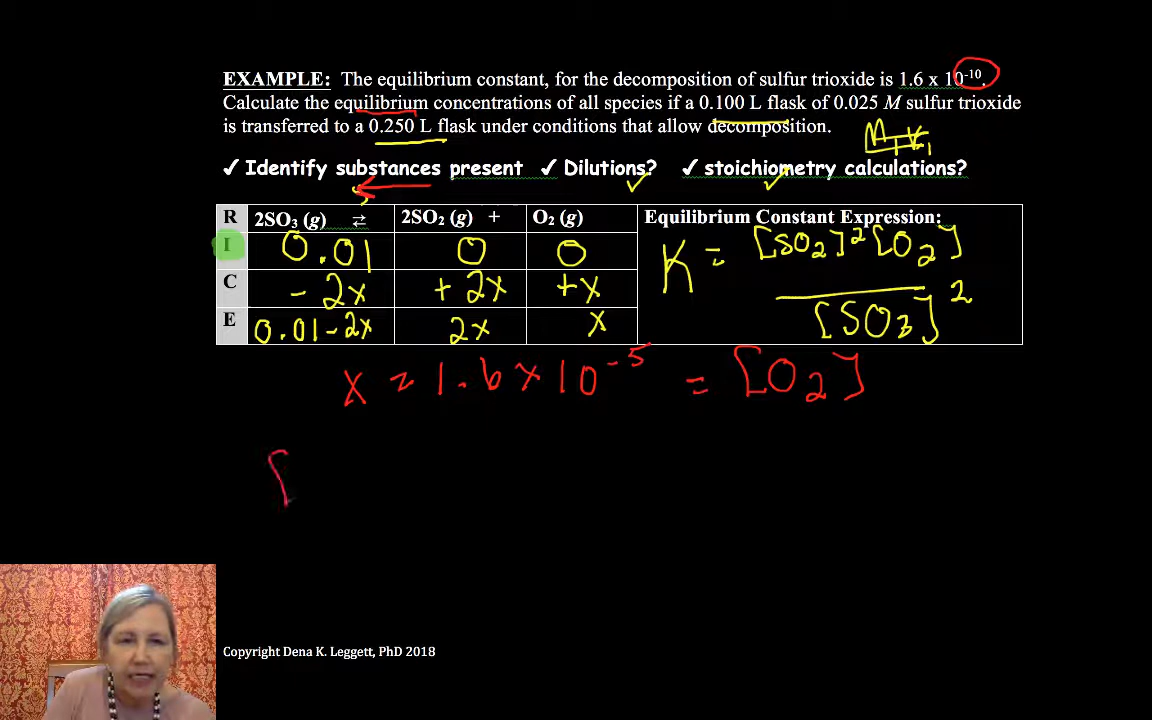 EXAMPLE: The equilibrium constant, for the decomposition of sulfur trioxide is 1.6 x 10-10.
Calculate the equilibrium concentrations of all species if a 0.100 L flask of 0.025 M sulfur trioxide
is transferred to a 0.250 L flask under conditions that allow decomposition.
M1V1
✓ Identify substances present ✓ Dilutions? ✓ stoichiometry calculations?
R 2SO3 (g) ⇄ 2SO2 (g) + O2 (g) Equilibrium Constant Expression:
I 0.01 0 0 K = [SO2]2[O2]
C - 2x + 2x +x
E 0.01-2x 2x x [SO3]2
x = 1.6 x 10-5 = [O2]
[
Copyright Dena K. Leggett, PhD 2018